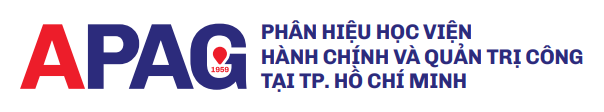 APAG
1959
PHÂN HIỆU HỌC VIỆN
HÀNH CHÍNH VÀ QUẢN TRỊ CÔNG
TẠI TP. HỒ CHÍ MINH